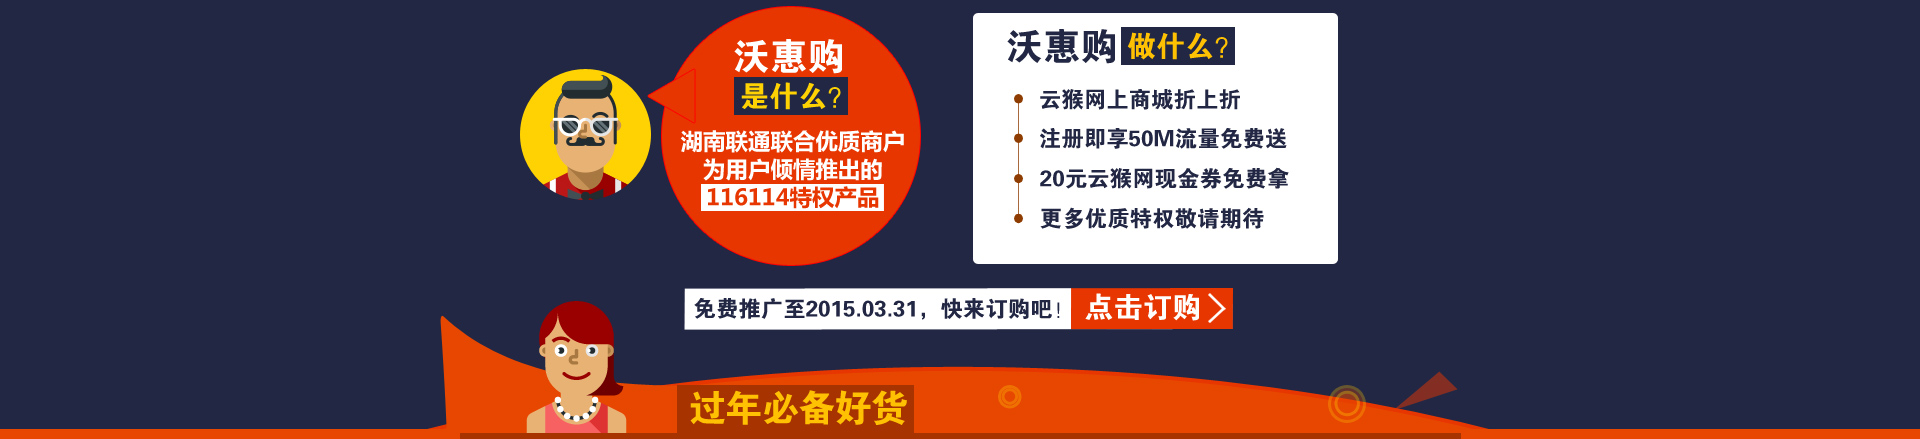 沃惠购
是什么?
湖南联通联合优质商户
为用户倾情推出的
116114特权产品
沃惠购 做什么?
云猴网上商城折上折
注册即享50M流量免费送
20元云猴网现金券免费拿
更多优质特权敬请期待
免费推广至2015.03.31，快来订购吧! 点击订购
过年必备好货